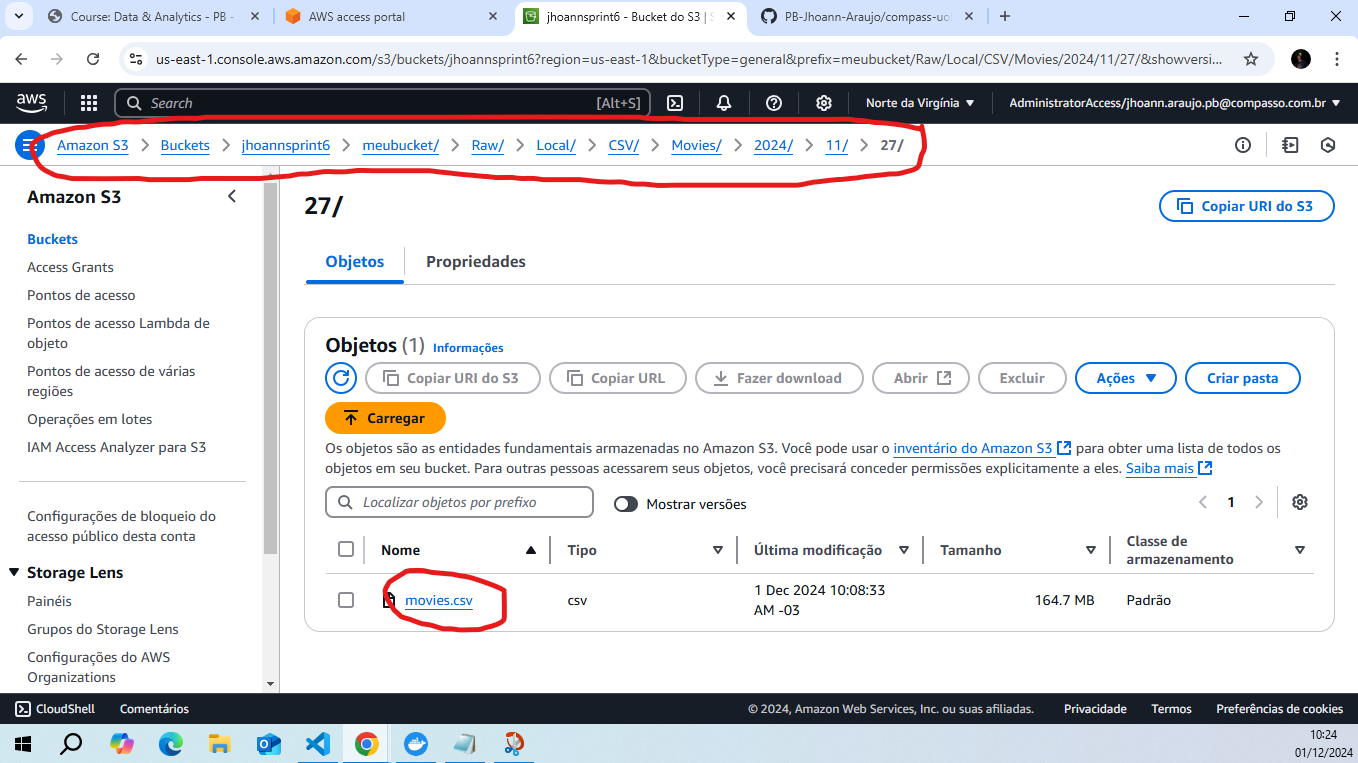 Course: Data & Analytics - PB -
AWS access portal
jhoannsprint6 - Bucket do S3 | S
PB-Jhoann-Araujo/compass-uo
us-east-1.console.aws.amazon.com/s3/buckets/jhoannsprint6?region=us-east-1&bucketType=general&prefix=meubucket/Raw/Local/CSV/Movies/2024/11/27/&showversi...
aws
Search
[Alt+S]
Norte da Virgínia
AdministratorAccess/jhoann.araujo.pb@compasso.com.br
Amazon S3
Buckets
jhoannsprint6
meubucket/
Raw/
Local/
CSV/
Movies/
2024/
11/
27/
Amazon S3
Buckets
Access Grants
Pontos de acesso
Pontos de acesso Lambda de
objeto
Pontos de acesso de várias
regiões
Operações em lotes
IAM Access Analyzer para S3
Configurações de bloqueio do
acesso público desta conta
Storage Lens
Painéis
Grupos do Storage Lens
Configurações do AWS
Organizations
27/
Copiar URI do S3
Objetos
Propriedades
Objetos (1)
Informações
Copiar URI do S3
Copiar URL
Fazer download
Abrir
Excluir
Ações
Criar pasta
Carregar
Os objetos são as entidades fundamentais armazenadas no Amazon S3. Você pode usar o inventário do Amazon S3 para obter uma lista de todos os
objetos em seu bucket. Para outras pessoas acessarem seus objetos, você precisará conceder permissões explicitamente a eles. Saiba mais
Localizar objetos por prefixo
Mostrar versões
1
Nome
Tipo
Última modificação
Tamanho
Classe de
armazenamento
movies.csv
csv
1 Dec 2024 10:08:33
AM -03
164.7 MB
Padrão
CloudShell
Comentários
© 2024, Amazon Web Services, Inc. ou suas afiliadas.
Privacidade
Termos
Preferências de cookies
10:24
01/12/2024